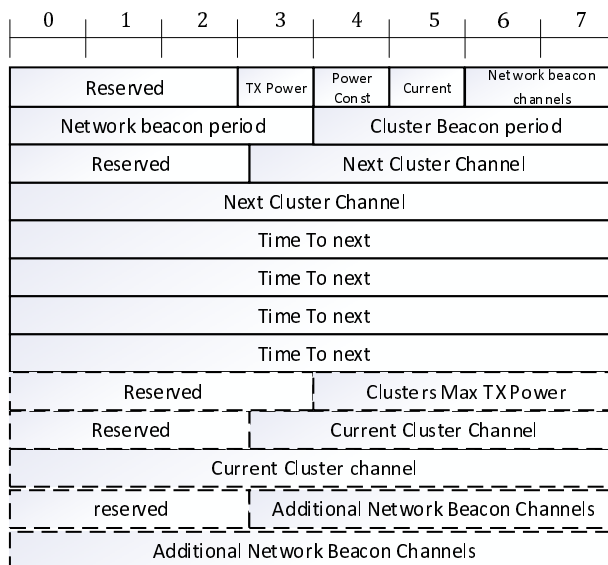 0 1 2 3 4 5 6 7
Reserved TX Power Power Const Current Network beacon channels
Network beacon period Cluster Beacon period
Reserved Next Cluster Channel
Next Cluster Channel
Time To next
Time To next
Time To next
Time To next
Reserved Clusters Max TX Power
Reserved Current Cluster Channel
Current Cluster channel
reserved Additional Network Beacon Channels
Additional Network Beacon Channels